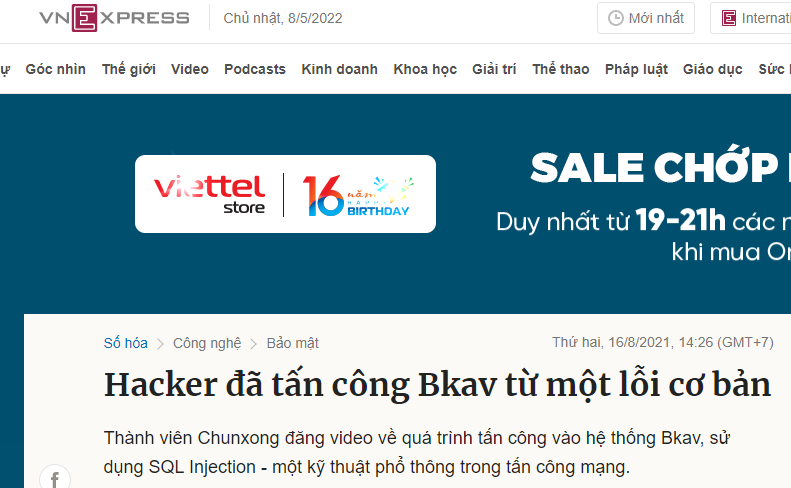 VNEXPRESS
Chủ nhật, 8/5/2022
Mới nhất
Góc nhìn Thế giới Video Podcasts Kinh doanh Khoa học Giải trí Thể thao Pháp luật Giáo dục Sức
viettel
store
16 năm
HAPPY
BIRTHDAY
SALE CHỚP
Duy nhất từ 19-21h các
khi mua
Số hóa > Công nghệ > Bảo mật
Thứ hai, 16/8/2021, 14:26 (GMT+7)
Hacker đã tấn công Bkav từ một lỗi cơ bản
Thành viên Chunxong đăng video về quá trình tấn công vào hệ thống Bkav, sử
dụng SQL Injection - một kỹ thuật phổ thông trong tấn công mạng.